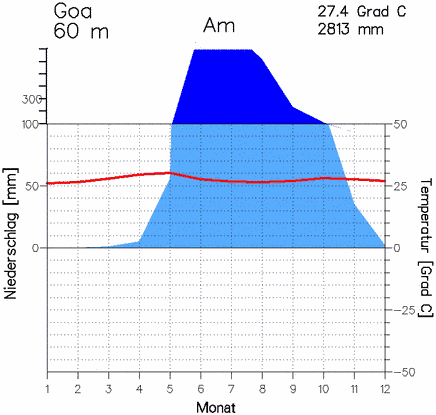 Goa
60 m
Am
27.4 Grad C
2813 mm
300
100
50
0
Niederschlag [mm]
50
25
0
-25
-50
Temperatur [Grad C]
1 2 3 4 5 6 7 8 9 10 11 12
Monat